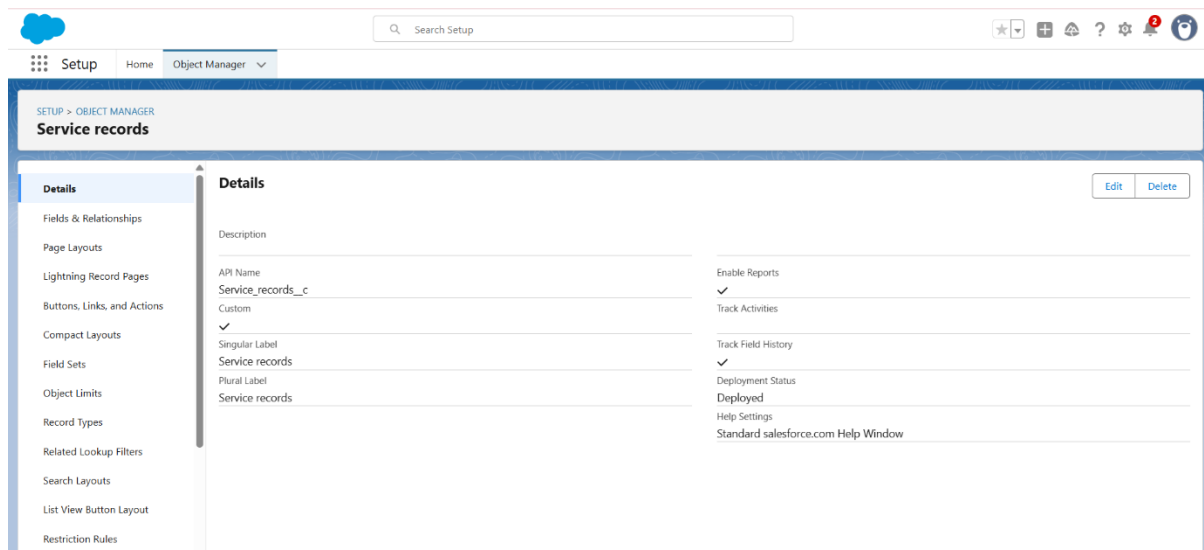 Search Setup
2
Setup
Home
Object Manager
SETUP > OBJECT MANAGER
Service records
Details
Fields & Relationships
Page Layouts
Lightning Record Pages
Buttons, Links, and Actions
Compact Layouts
Field Sets
Object Limits
Record Types
Related Lookup Filters
Search Layouts
List View Button Layout
Restriction Rules
Details
Edit
Delete
Description
API Name
Service_records__c
Custom
Singular Label
Service records
Plural Label
Service records
Enable Reports
Track Activities
Track Field History
Deployment Status
Deployed
Help Settings
Standard salesforce.com Help Window